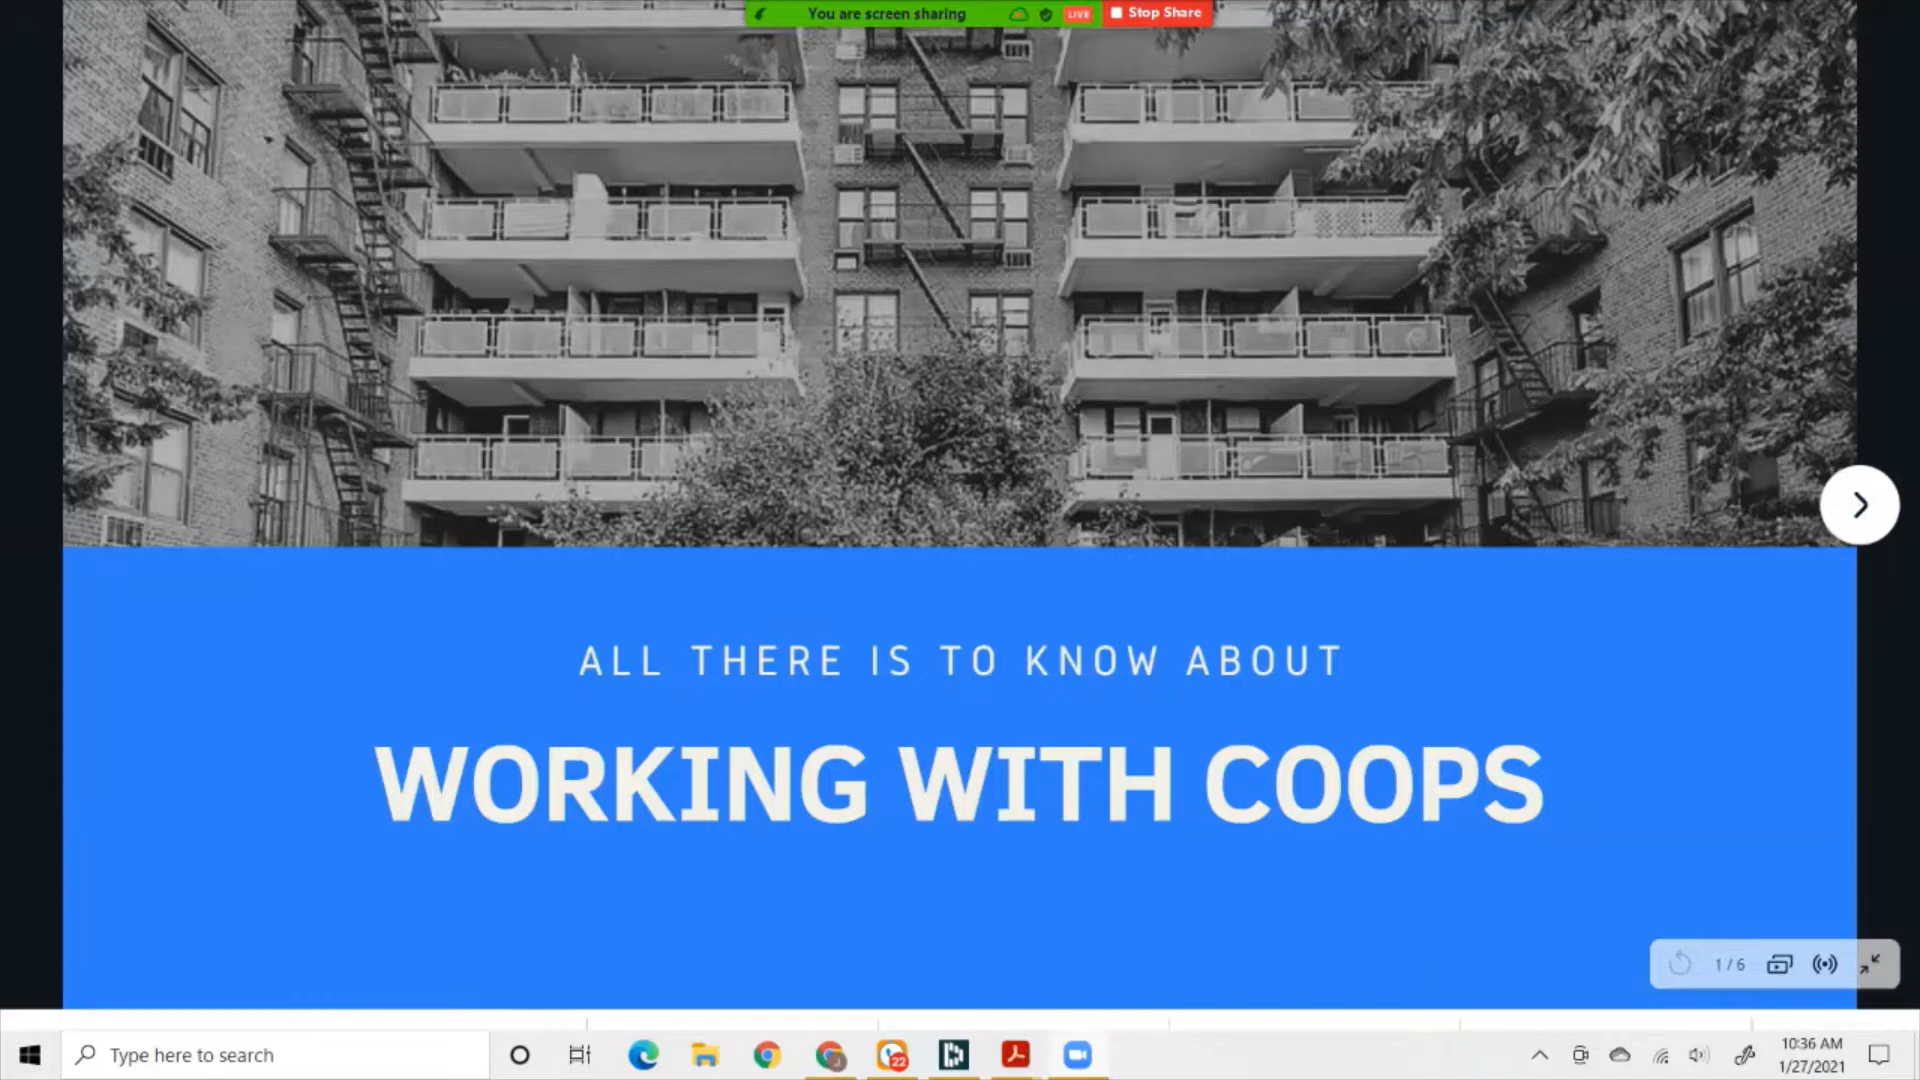 You are screen sharing LIVE Stop Share
ALL THERE IS TO KNOW ABOUT
WORKING WITH COOPS
1 / 6
Type here to search
22
10:36 AM
1/27/2021